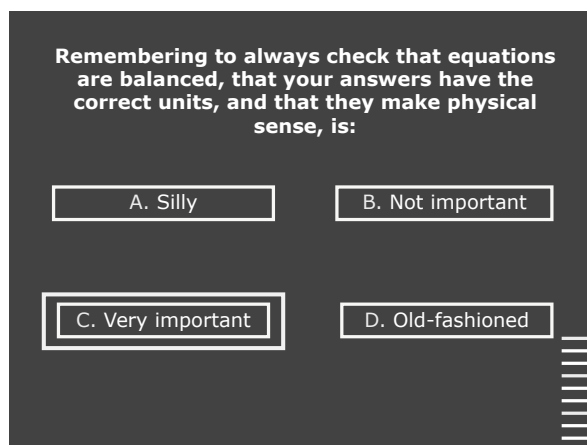 Remembering to always check that equations
are balanced, that your answers have the
correct units, and that they make physical
sense, is:
A. Silly
B. Not important
C. Very important
D. Old-fashioned